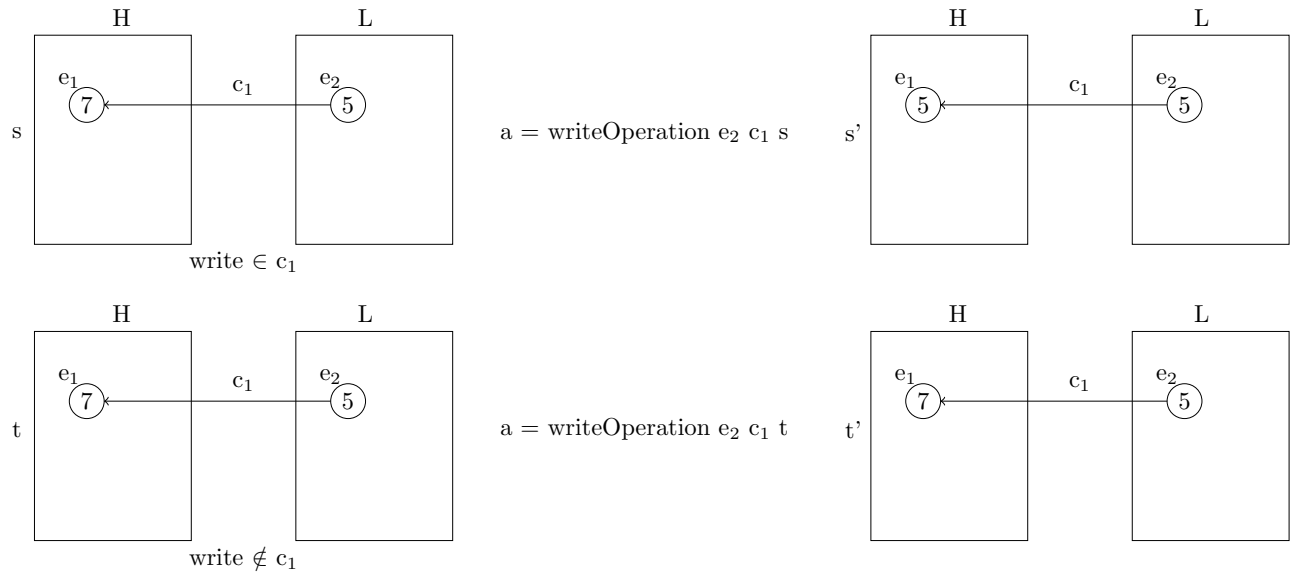 H L H L
e₁ c₁ e₂ e₁ c₁ e₂
7 5 5 5
s a = writeOperation e₂ c₁ s s’
write ∈ c₁
H L H L
e₁ c₁ e₂ e₁ c₁ e₂
7 5 7 5
t a = writeOperation e₂ c₁ t t’
write ∉ c₁